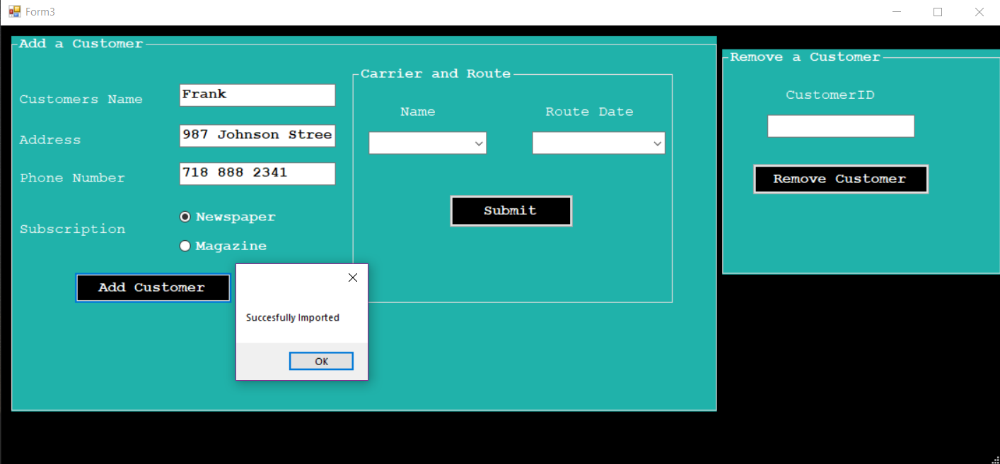 Form3
Add a Customer
Customers Name
Frank
Address
987 Johnson Stree
Phone Number
718 888 2341
Subscription
Newspaper
Magazine
Add Customer
Carrier and Route
Name
Route Date
Submit
Succesfully Imported
OK
Remove a Customer
CustomerID
Remove Customer